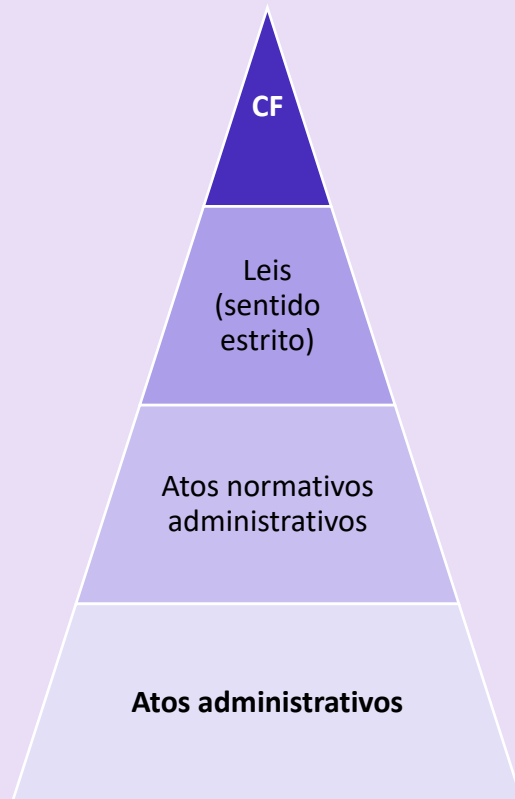 CF
Leis
(sentido
estrito)
Atos normativos
administrativos
Atos administrativos